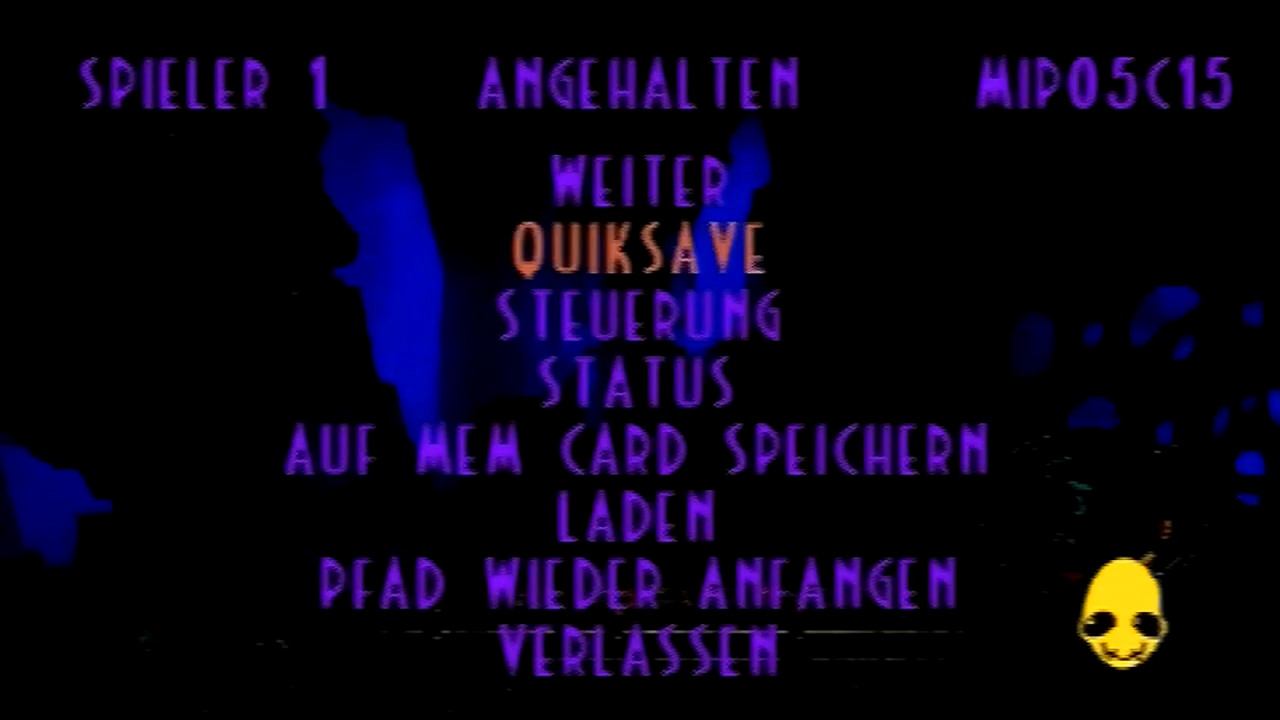 SPIELER 1 ANGEHALTEN MIP05C15
WEITER
QUIKSAVE
STEUERUNG
STATUS
AUF MEM CARD SPEICHERN
LADEN
PFAD WIEDER ANFANGEN
VERLASSEN